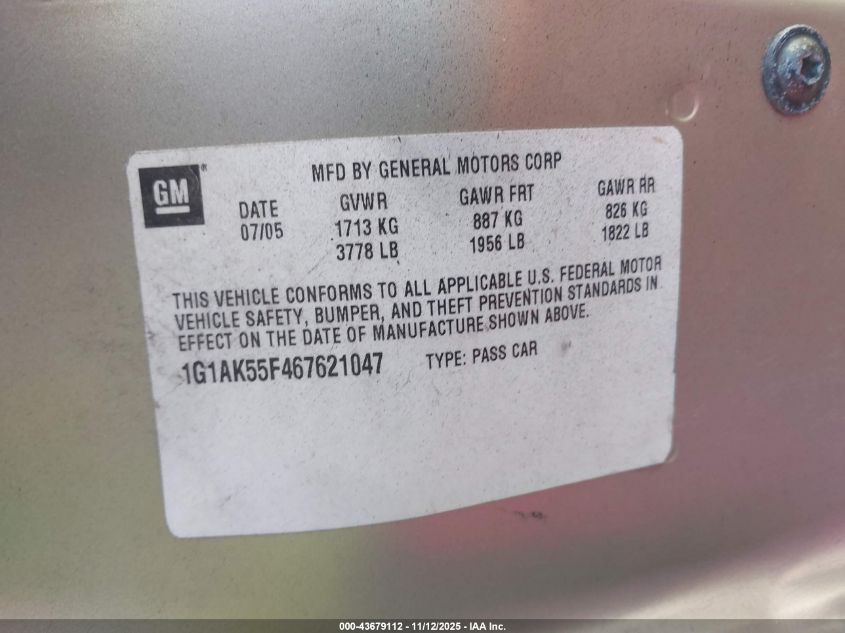 GM
MFD BY GENERAL MOTORS CORP
DATE GVWR GAWR FRT GAWR RR
07/05 1713 KG 887 KG 826 KG
3778 LB 1956 LB 1822 LB
THIS VEHICLE CONFORMS TO ALL APPLICABLE U.S. FEDERAL MOTOR
VEHICLE SAFETY, BUMPER, AND THEFT PREVENTION STANDARDS IN
EFFECT ON THE DATE OF MANUFACTURE SHOWN ABOVE.
1G1AK55F467621047 TYPE: PASS CAR
000-43679112 - 11/12/2025 - IAA Inc.